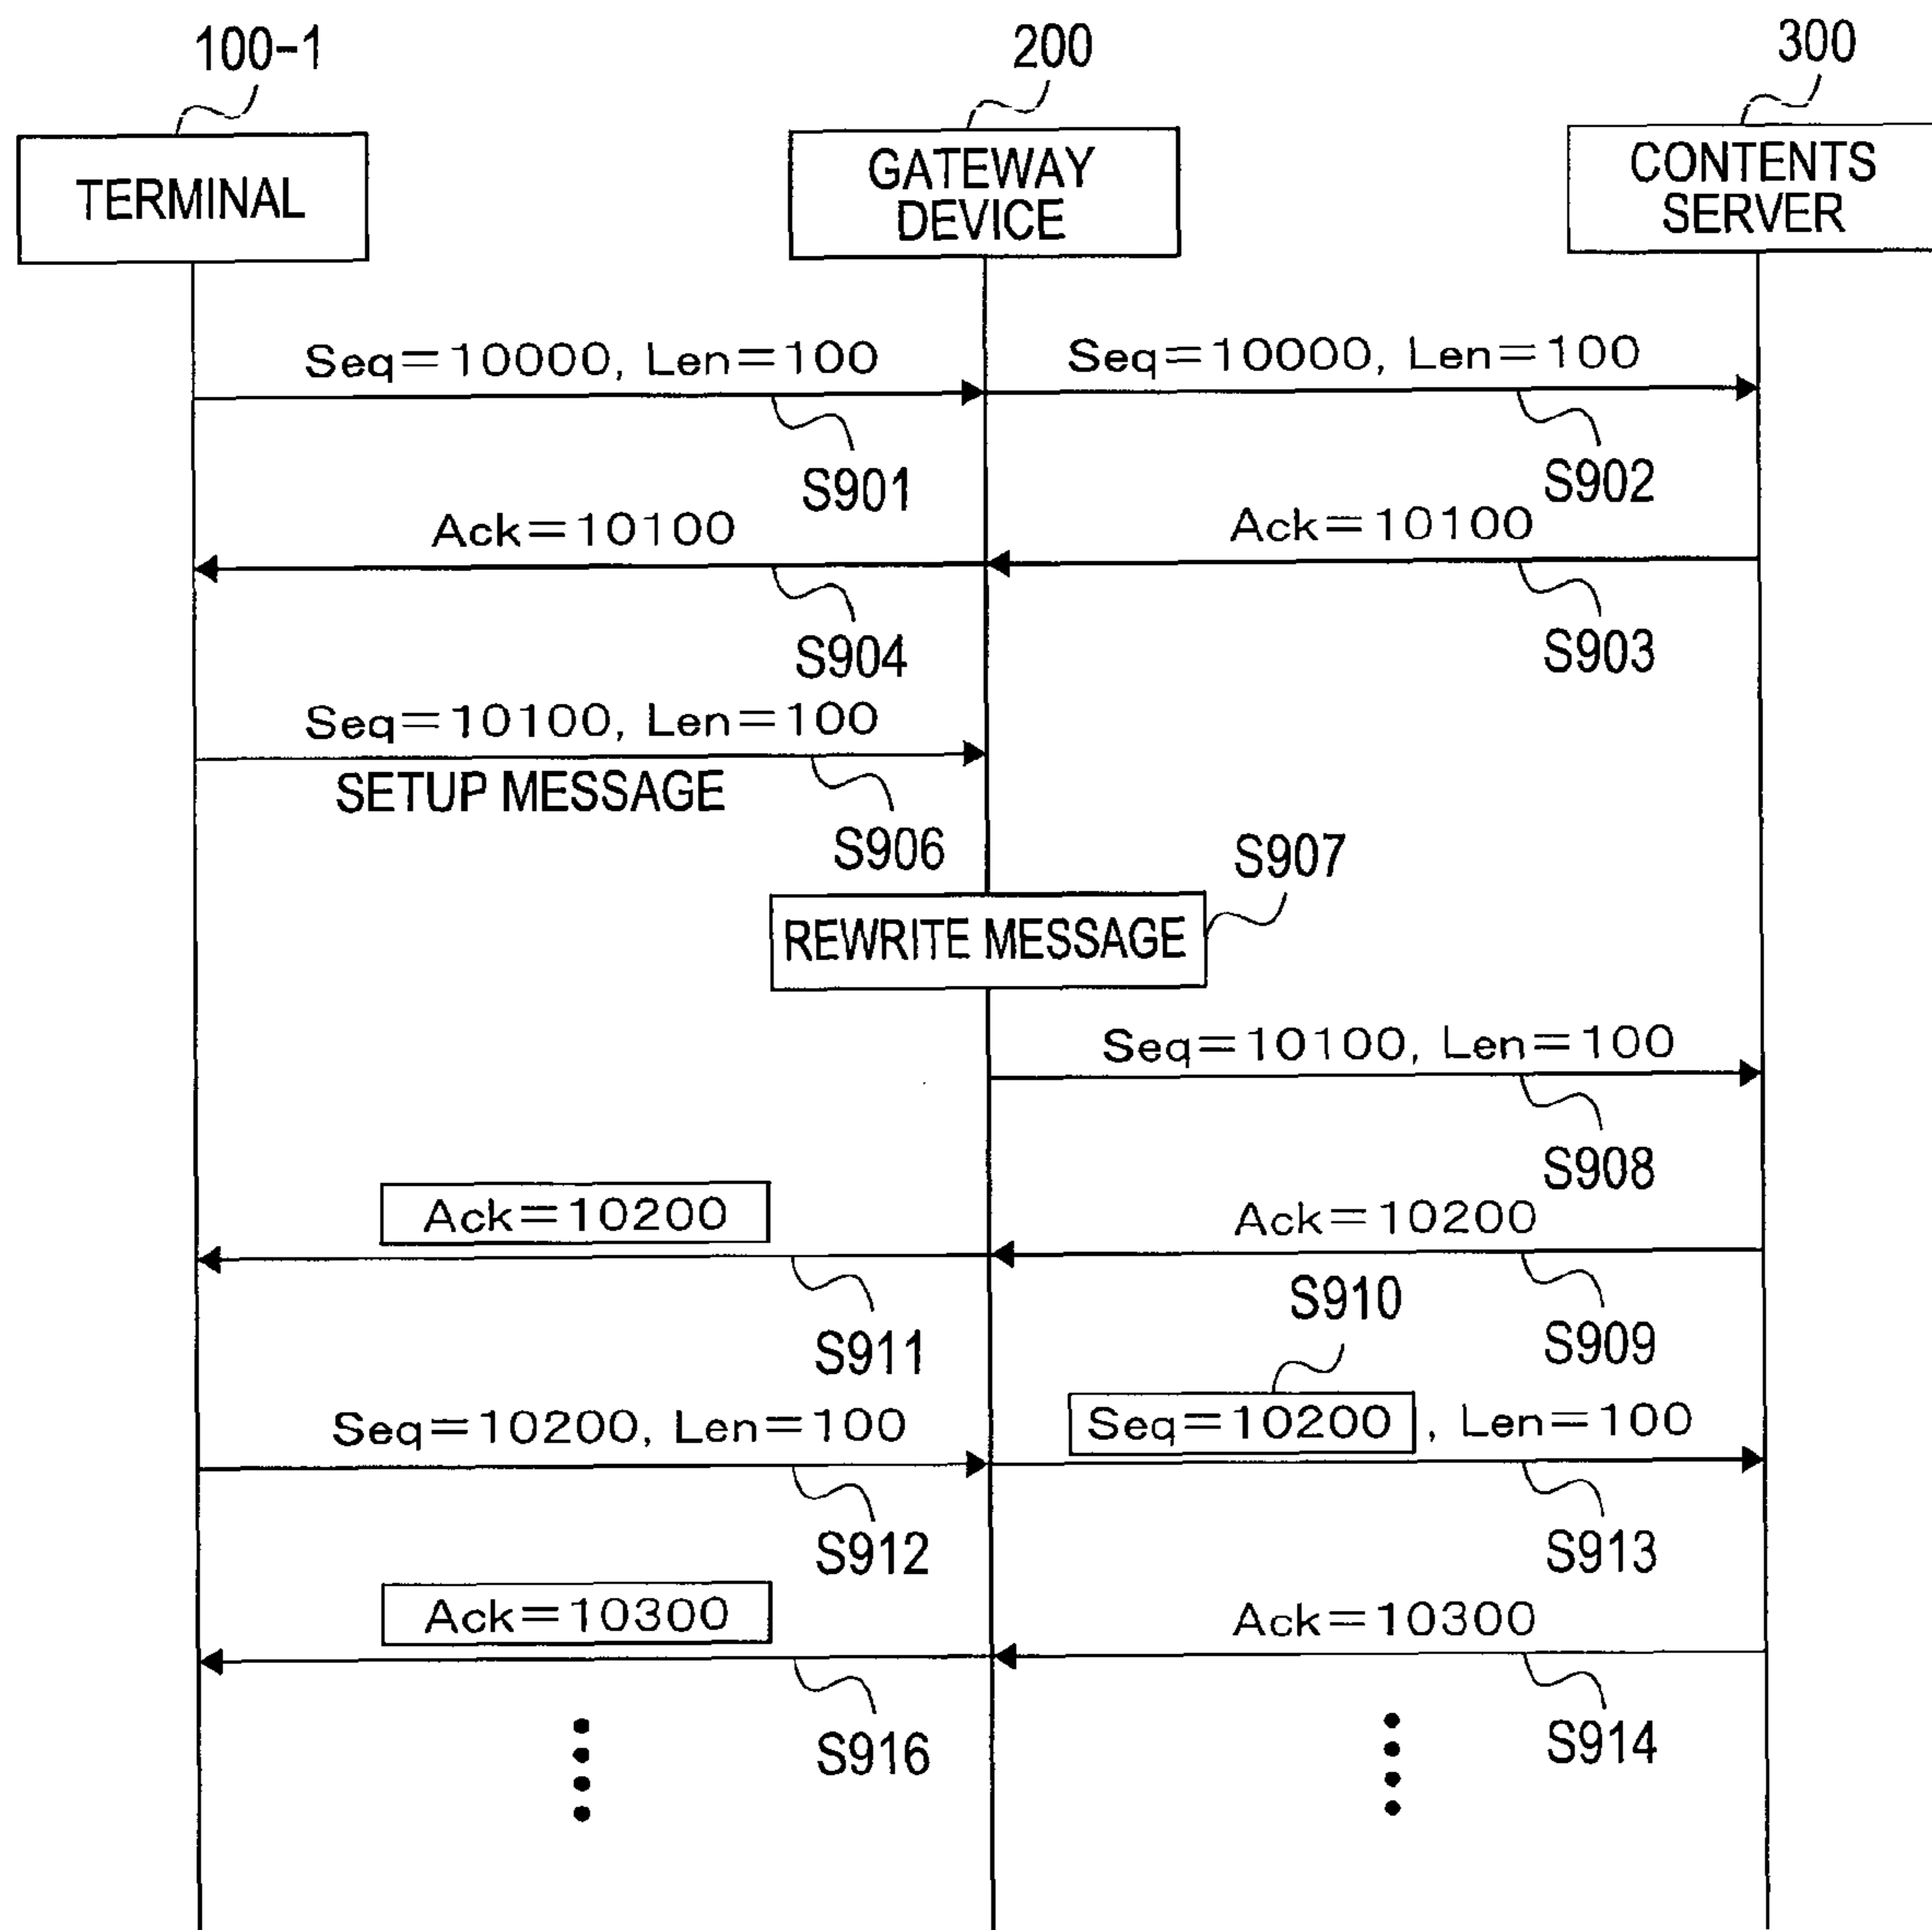 100-1
200
300
TERMINAL
GATEWAY
DEVICE
CONTENTS
SERVER
Seq=10000, Len=100
Seq=10000, Len=100
S901
S902
Ack=10100
Ack=10100
S904
S903
Seq=10100, Len=100
SETUP MESSAGE
S906
S907
REWRITE MESSAGE
Seq=10100, Len=100
S908
Ack=10200
Ack=10200
S911
S910
S909
Seq=10200, Len=100
Seq=10200, Len=100
S912
S913
Ack=10300
Ack=10300
S916
S914